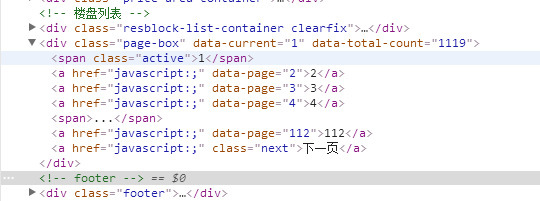 <!-- 楼盘列表 -->
<div class="resblock-list-container clearfix">…</div>
<div class="page-box" data-current="1" data-total-count="1119">
<span class="active">1</span>
<a href="javascript:;" data-page="2">2</a>
<a href="javascript:;" data-page="3">3</a>
<a href="javascript:;" data-page="4">4</a>
<span>...</span>
<a href="javascript:;" data-page="112">112</a>
<a href="javascript:;" class="next">下一页</a>
</div>
<!-- footer --> == $0
<div class="footer">…</div>